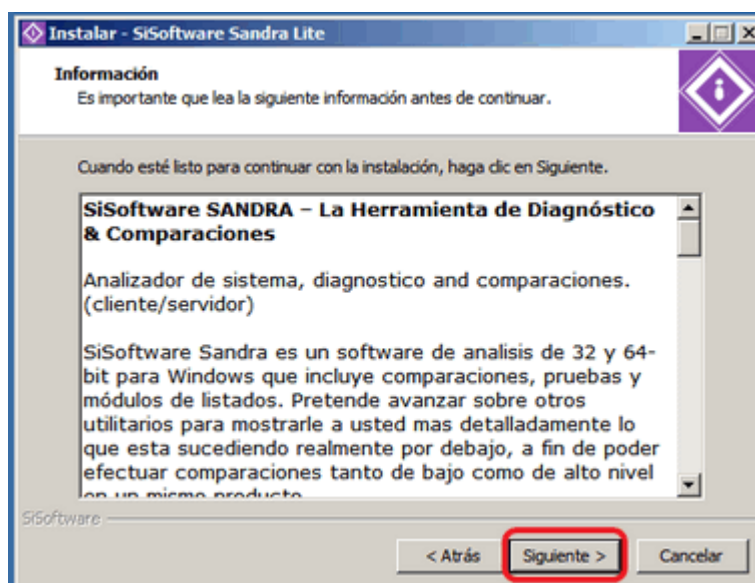 Instalar - SiSoftware Sandra Lite
Información
Es importante que lea la siguiente información antes de continuar.
Cuando esté listo para continuar con la instalación, haga clic en Siguiente.
SiSoftware SANDRA – La Herramienta de Diagnóstico
& Comparaciones
Analizador de sistema, diagnostico and comparaciones.
(cliente/servidor)
SiSoftware Sandra es un software de analisis de 32 y 64-
bit para Windows que incluye comparaciones, pruebas y
módulos de listados. Pretende avanzar sobre otros
utilitarios para mostrarle a usted mas detalladamente lo
que esta sucediendo realmente por debajo, a fin de poder
efectuar comparaciones tanto de bajo como de alto nivel
en un mismo producto.
SiSoftware
< Atrás
Siguiente >
Cancelar